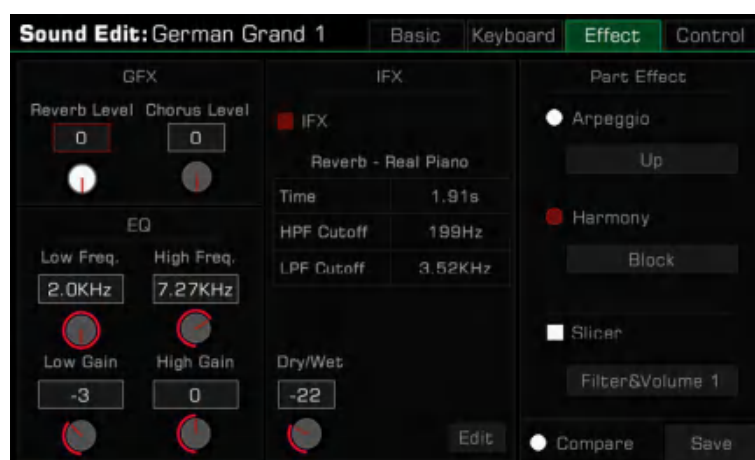 Sound Edit: German Grand 1 Basic Keyboard Effect Control
GFX
Reverb Level Chorus Level
0 0
EQ
Low Freq. High Freq.
2.0KHz 7.27KHz
Low Gain High Gain
-3 0
IFX
IFX
Reverb - Real Piano
Time 1.91s
HPF Cutoff 199Hz
LPF Cutoff 3.52KHz
Dry/Wet
-22
Edit
Part Effect
Arpeggio
Up
Harmony
Block
Slicer
Filter&Volume 1
Compare Save